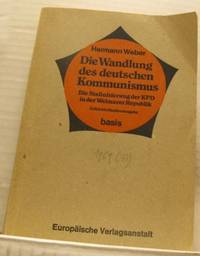 Hermann Weber
Die Wandlung
des deutschen
Kommunismus
Die Stalinisierung der KPD
in der Weimarer Republik
basis
Europäische Verlagsanstalt